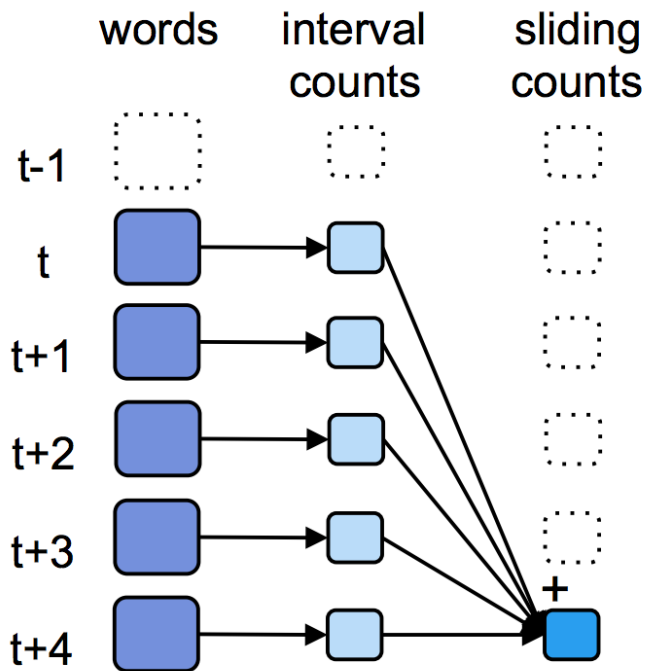 words
interval
counts
sliding
counts
t-1
t
t+1
t+2
t+3
+
t+4